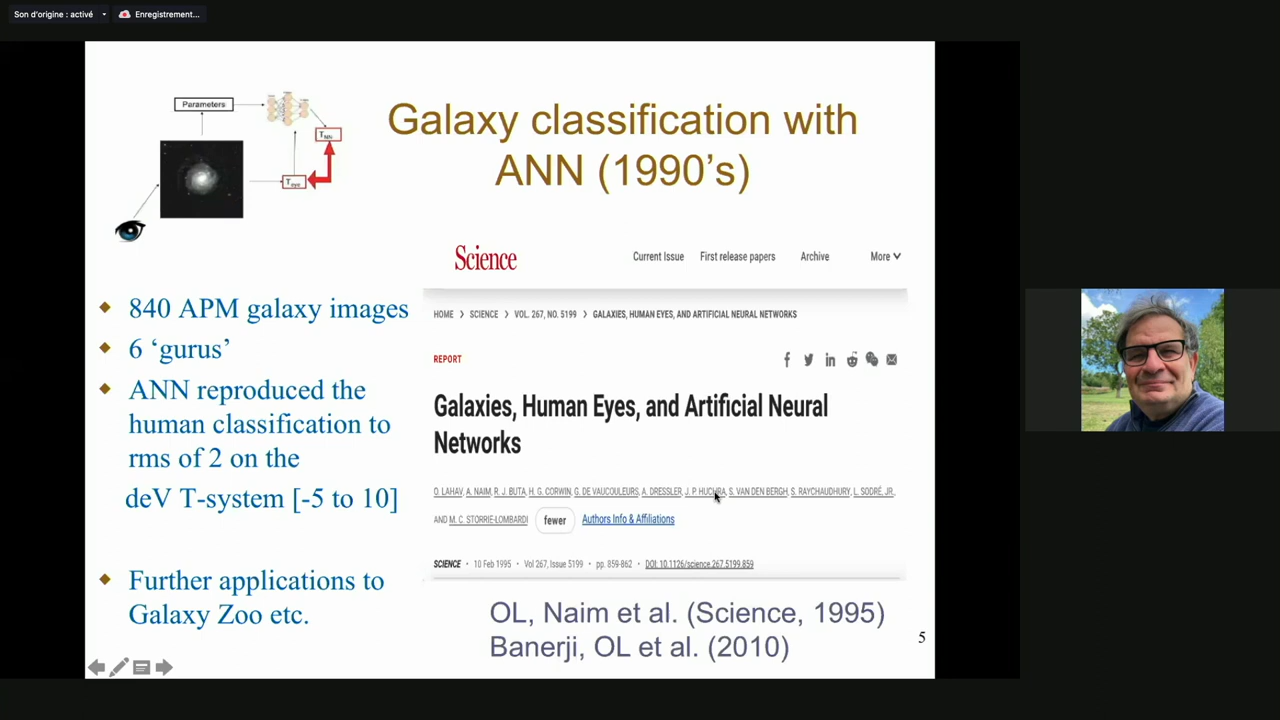 Son d'origine : activé
Enregistrement...
Parameters
Galaxy classification with
ANN (1990's)
T eye
Science
Current Issue
First release papers
Archive
More
840 APM galaxy images
6 'gurus'
ANN reproduced the
human classification to
rms of 2 on the
deV T-system [-5 to 10]
Further applications to
Galaxy Zoo etc.
HOME > SCIENCE > VOL. 267, NO. 5199 > GALAXIES, HUMAN EYES, AND ARTIFICIAL NEURAL NETWORKS
REPORT
Galaxies, Human Eyes, and Artificial Neural
Networks
O. LAHAV, A. NAIM, R. J. BUTA, H. G. CORWIN, G. DE VAUCOULEURS, A. DRESSLER, J. P. HUCHRA, S. VAN DEN BERGH, S. RAYCHAUDHURY, L. SODRÉ, JR.,
AND M. C. STORRIE-LOMBARDI
fewer
Authors Info & Affiliations
SCIENCE • 10 Feb 1995 • Vol 267, Issue 5199 • pp. 859-862 • DOI: 10.1126/science.267.5199.859
OL, Naim et al. (Science, 1995)
Banerji, OL et al. (2010)
5